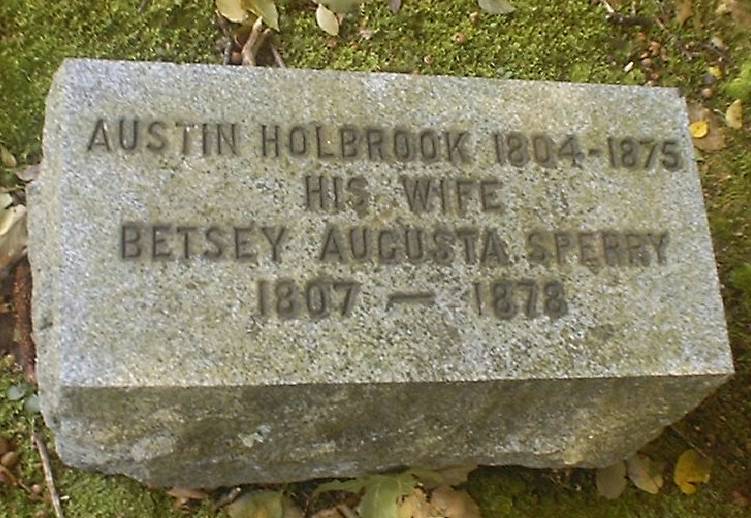 AUSTIN HOLBROOK 1804-1875
HIS WIFE
BETSEY AUGUSTA SPERRY
1807 — 1878